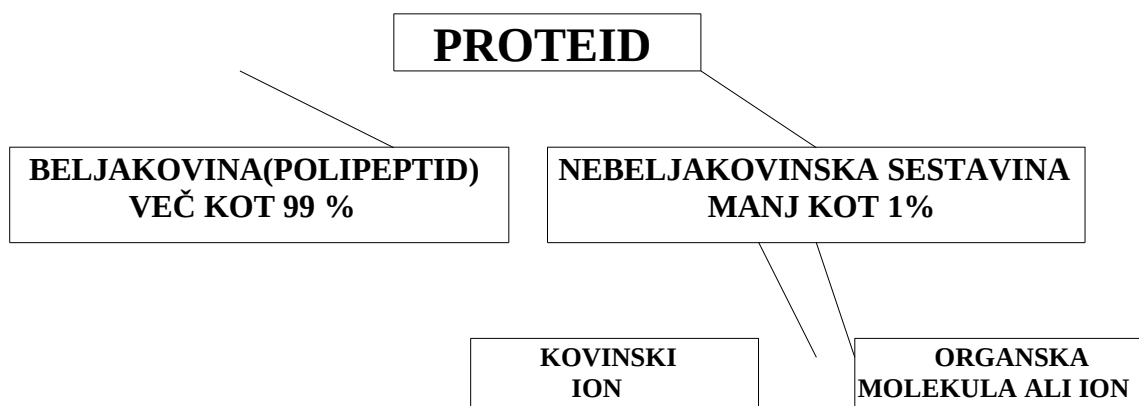 PROTEID
BELJAKOVINA(POLIPEPTID)
VEČ KOT 99 %
NEBELJAKOVINSKA SESTAVINA
MANJ KOT 1%
KOVINSKI
ION
ORGANSKA
MOLEKULA ALI ION